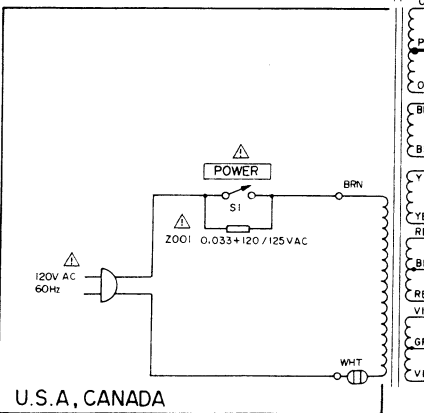 POWER
S1
BRN
Z001 0.033+120/125VAC
120V AC
60Hz
WHT
U.S.A, CANADA